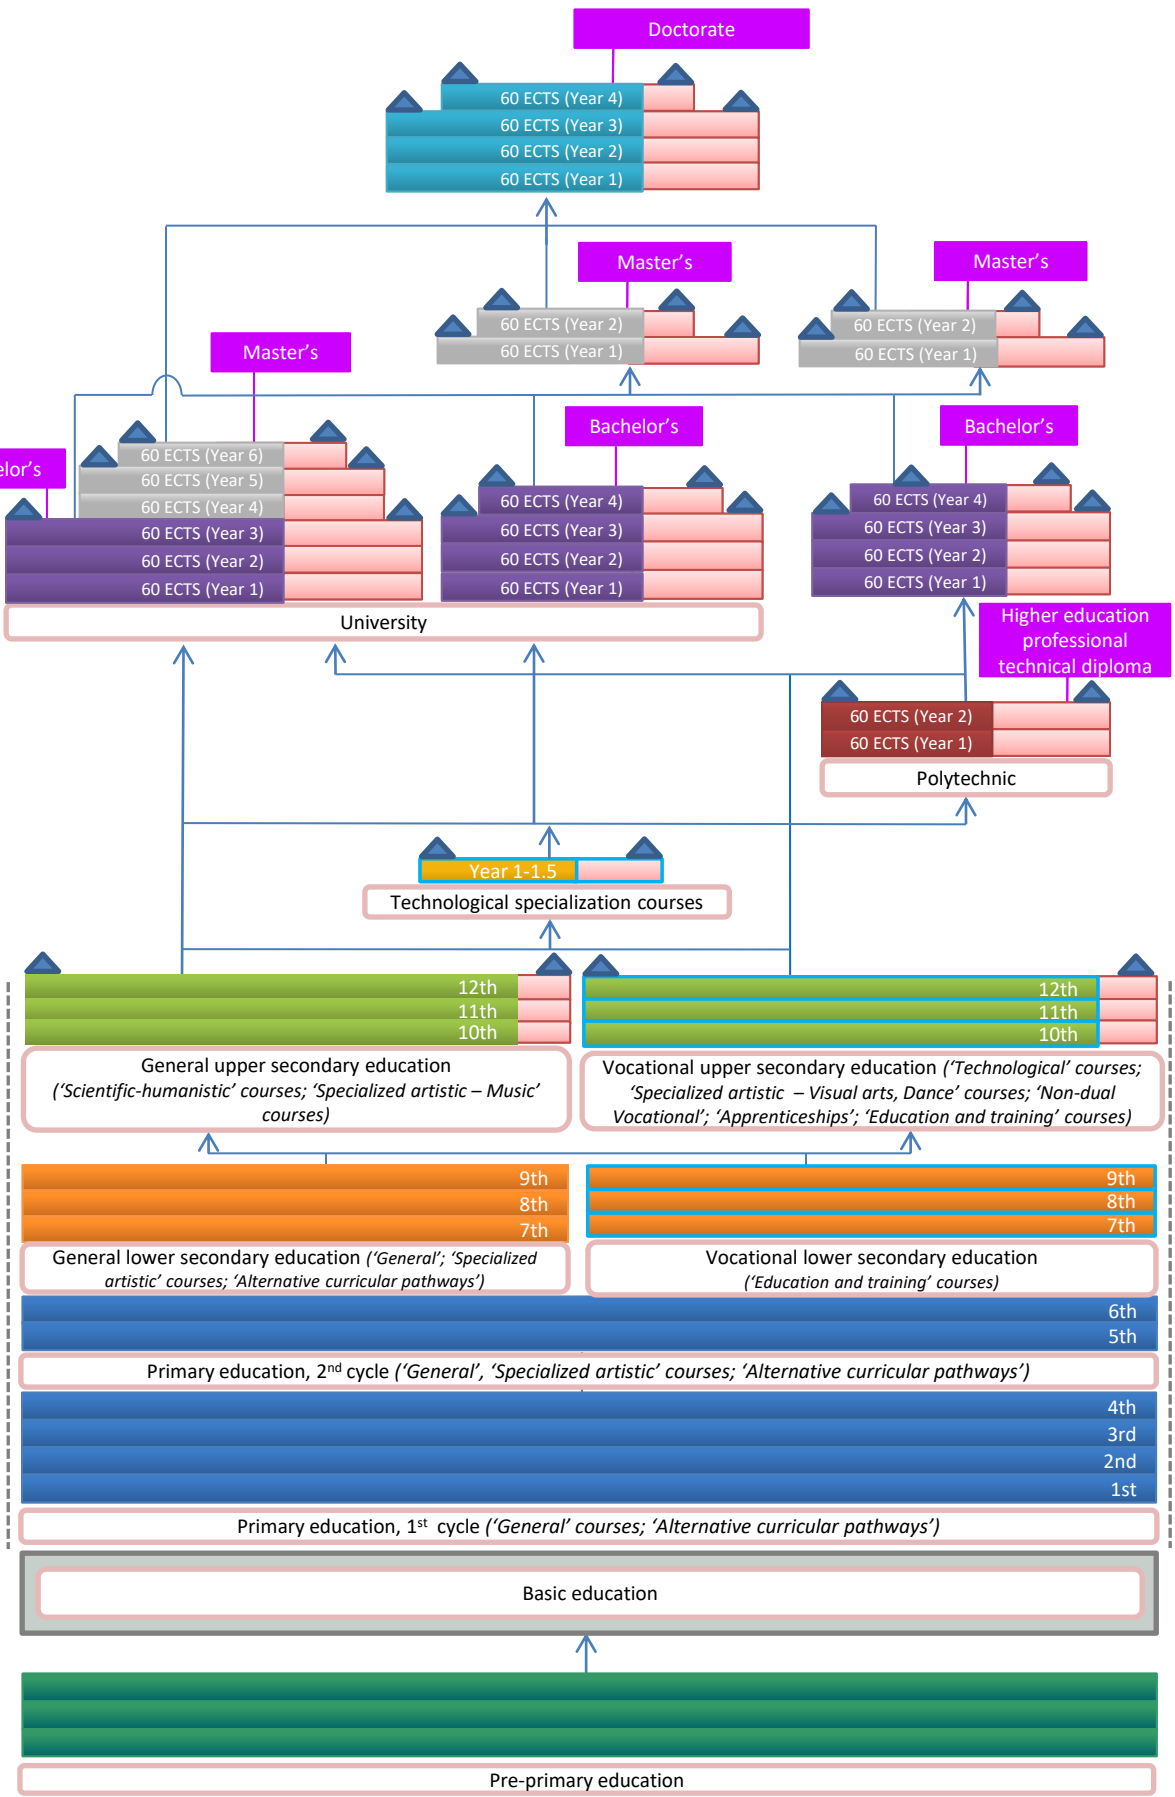 Doctorate
60 ECTS (Year 4)
60 ECTS (Year 3)
60 ECTS (Year 2)
60 ECTS (Year 1)
Master's
60 ECTS (Year 2)
60 ECTS (Year 1)
Master's
60 ECTS (Year 2)
60 ECTS (Year 1)
Master's
60 ECTS (Year 6)
60 ECTS (Year 5)
60 ECTS (Year 4)
elor's
60 ECTS (Year 3)
60 ECTS (Year 2)
60 ECTS (Year 1)
Bachelor's
60 ECTS (Year 4)
60 ECTS (Year 3)
60 ECTS (Year 2)
60 ECTS (Year 1)
Bachelor's
60 ECTS (Year 4)
60 ECTS (Year 3)
60 ECTS (Year 2)
60 ECTS (Year 1)
University
Higher education
professional
technical diploma
60 ECTS (Year 2)
60 ECTS (Year 1)
Polytechnic
Year 1-1.5
Technological specialization courses
12th
11th
10th
General upper secondary education
('Scientific-humanistic' courses; 'Specialized artistic – Music'
courses)
12th
11th
10th
Vocational upper secondary education ('Technological' courses;
'Specialized artistic – Visual arts, Dance' courses; 'Non-dual
Vocational'; 'Apprenticeships'; 'Education and training' courses)
9th
8th
7th
General lower secondary education ('General'; 'Specialized
artistic' courses; 'Alternative curricular pathways')
9th
8th
7th
Vocational lower secondary education
('Education and training' courses)
6th
5th
Primary education, 2nd cycle ('General', 'Specialized artistic' courses; 'Alternative curricular pathways')
4th
3rd
2nd
1st
Primary education, 1st cycle ('General' courses; 'Alternative curricular pathways')
Basic education
Pre-primary education